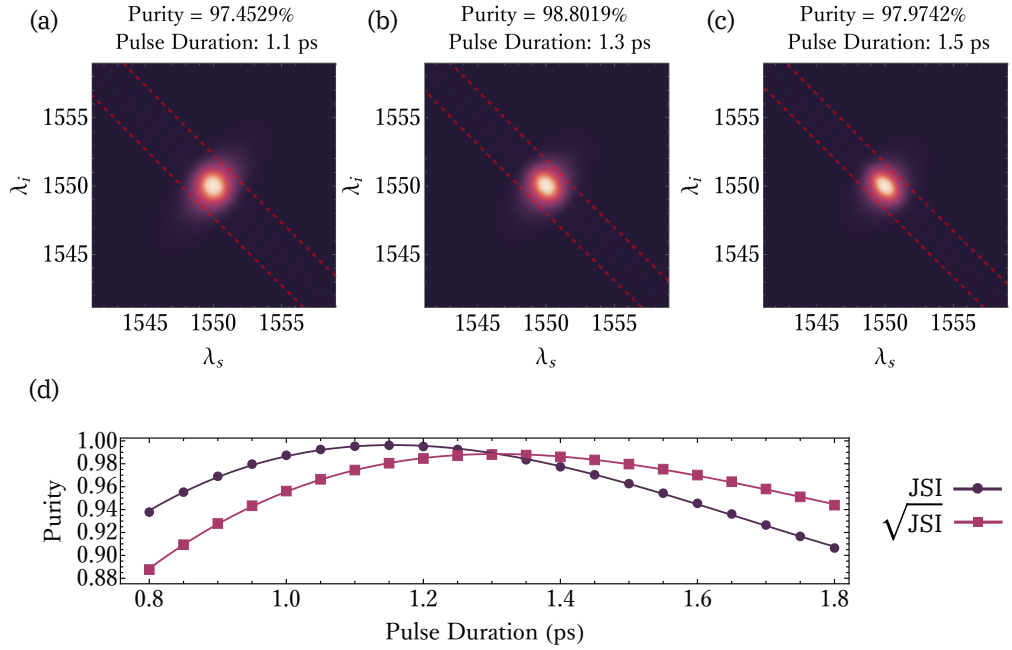 (a)
Purity = 97.4529%
Pulse Duration: 1.1 ps
λi
1555
1550
1545
1545 1550 1555
λs
(b)
Purity = 98.8019%
Pulse Duration: 1.3 ps
λi
1555
1550
1545
1545 1550 1555
λs
(c)
Purity = 97.9742%
Pulse Duration: 1.5 ps
λi
1555
1550
1545
1545 1550 1555
λs
(d)
Purity
1.00
0.98
0.96
0.94
0.92
0.90
0.88
0.8 1.0 1.2 1.4 1.6 1.8
Pulse Duration (ps)
JSI
√JSI